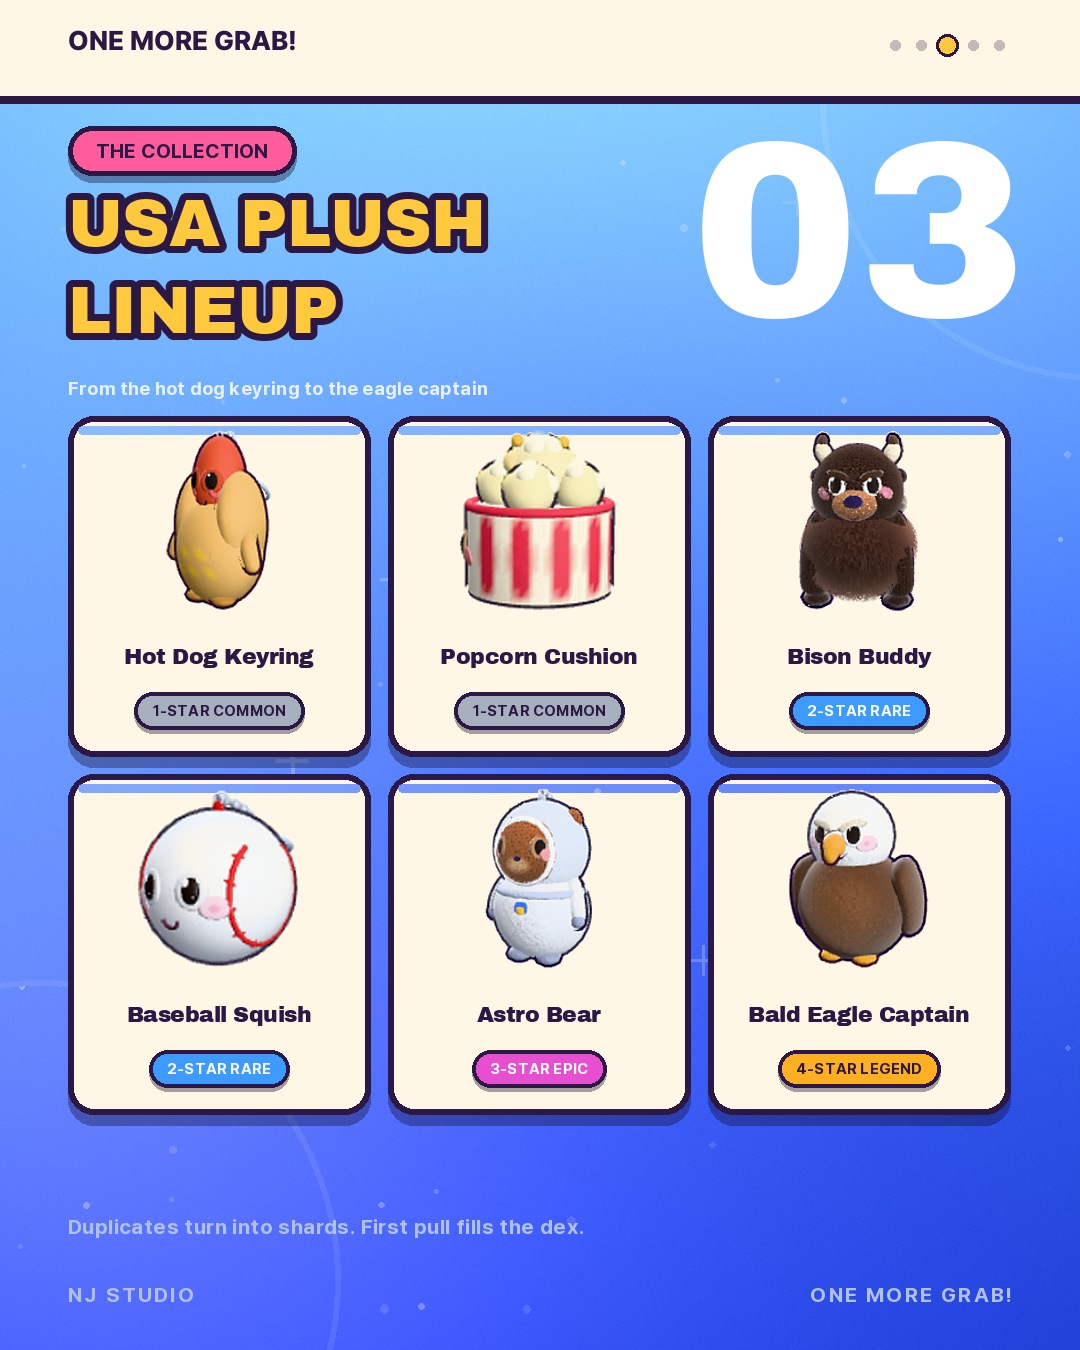 ONE MORE GRAB!
THE COLLECTION
03
USA PLUSH
LINEUP
From the hot dog keyring to the eagle captain
Hot Dog Keyring
1-STAR COMMON
Popcorn Cushion
1-STAR COMMON
Bison Buddy
2-STAR RARE
Baseball Squish
2-STAR RARE
Astro Bear
3-STAR EPIC
Bald Eagle Captain
4-STAR LEGEND
Duplicates turn into shards. First pull fills the dex.
NJ STUDIO
ONE MORE GRAB!